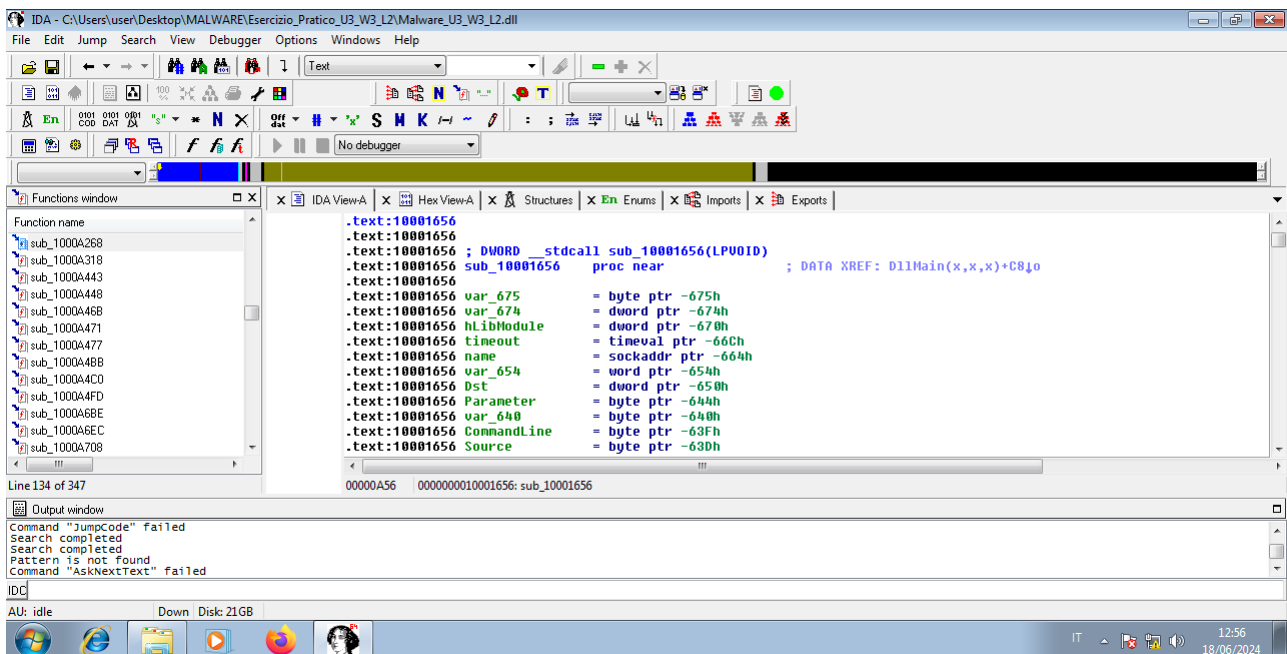 IDA - C:\Users\user\Desktop\MALWARE\Esercizio_Pratico_U3_W3_L2\Malware_U3_W3_L2.dll
File Edit Jump Search View Debugger Options Windows Help
Text
En
No debugger
Functions window
IDA View-A Hex View-A Structures En Enums Imports Exports
Function name
sub_1000A268
sub_1000A318
sub_1000A443
sub_1000A448
sub_1000A46B
sub_1000A471
sub_1000A477
sub_1000A4BB
sub_1000A4C0
sub_1000A4FD
sub_1000A6BE
sub_1000A6EC
sub_1000A708
Line 134 of 347
.text:10001656
.text:10001656
.text:10001656 ; DWORD __stdcall sub_10001656(LPVOID)
.text:10001656 sub_10001656 proc near ; DATA XREF: DllMain(x,x,x)+C8↓o
.text:10001656
.text:10001656 var_675 = byte ptr -675h
.text:10001656 var_674 = dword ptr -674h
.text:10001656 hLibModule = dword ptr -670h
.text:10001656 timeout = timeval ptr -66Ch
.text:10001656 name = sockaddr ptr -664h
.text:10001656 var_654 = word ptr -654h
.text:10001656 Dst = dword ptr -650h
.text:10001656 Parameter = byte ptr -644h
.text:10001656 var_640 = byte ptr -640h
.text:10001656 CommandLine = byte ptr -63Fh
.text:10001656 Source = byte ptr -63Dh
00000A56 0000000010001656: sub_10001656
Output window
Command "JumpCode" failed
Search completed
Search completed
Pattern is not found
Command "AskNextText" failed
IDC
AU: idle Down Disk: 21GB
IT 12:56
18/06/2024